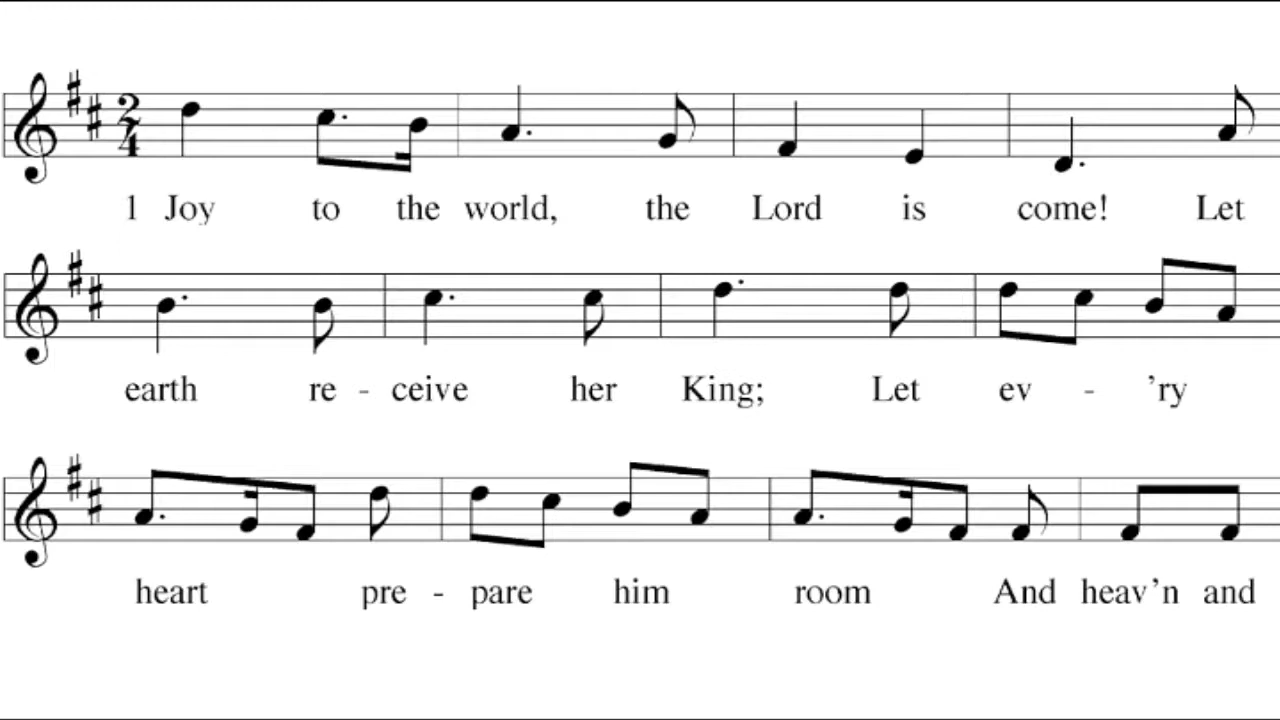 1 Joy to the world, the Lord is come! Let
earth re - ceive her King; Let ev - ’ry
heart pre - pare him room And heav’n and